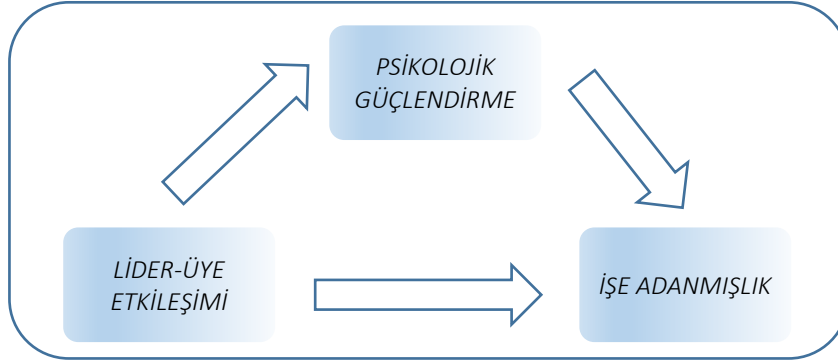 PSİKOLOJİK
GÜÇLENDİRME
LİDER-ÜYE
ETKİLEŞİMİ
İŞE ADANMIŞLIK